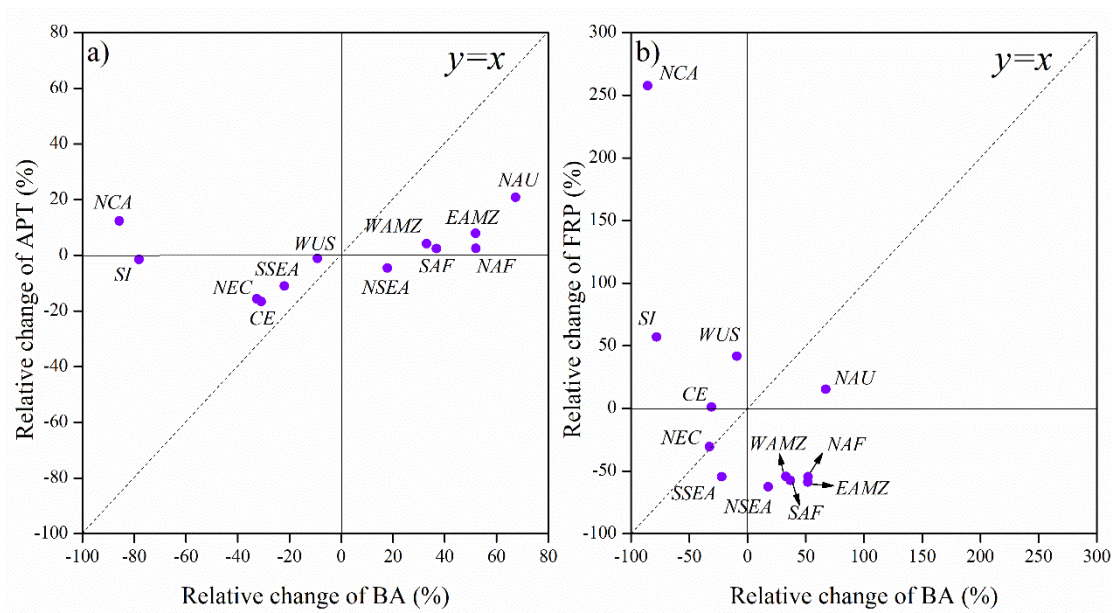 a)
y=x
80
60
40
20
0
-20
-40
-60
-80
-100
Relative change of APT (%)
NCA
SI
NEC
CE
SSEA
WUS
NSEA
WAMZ
SAF
EAMZ
NAF
NAU
-100
-80
-60
-40
-20
0
20
40
60
80
Relative change of BA (%)
b)
y=x
300
250
200
150
100
50
0
-50
-100
Relative change of FRP (%)
NCA
SI
WUS
CE
NAU
NEC
WAMZ
NAF
SSEA
NSEA
SAF
EAMZ
-100
-50
0
50
100
150
200
250
300
Relative change of BA (%)